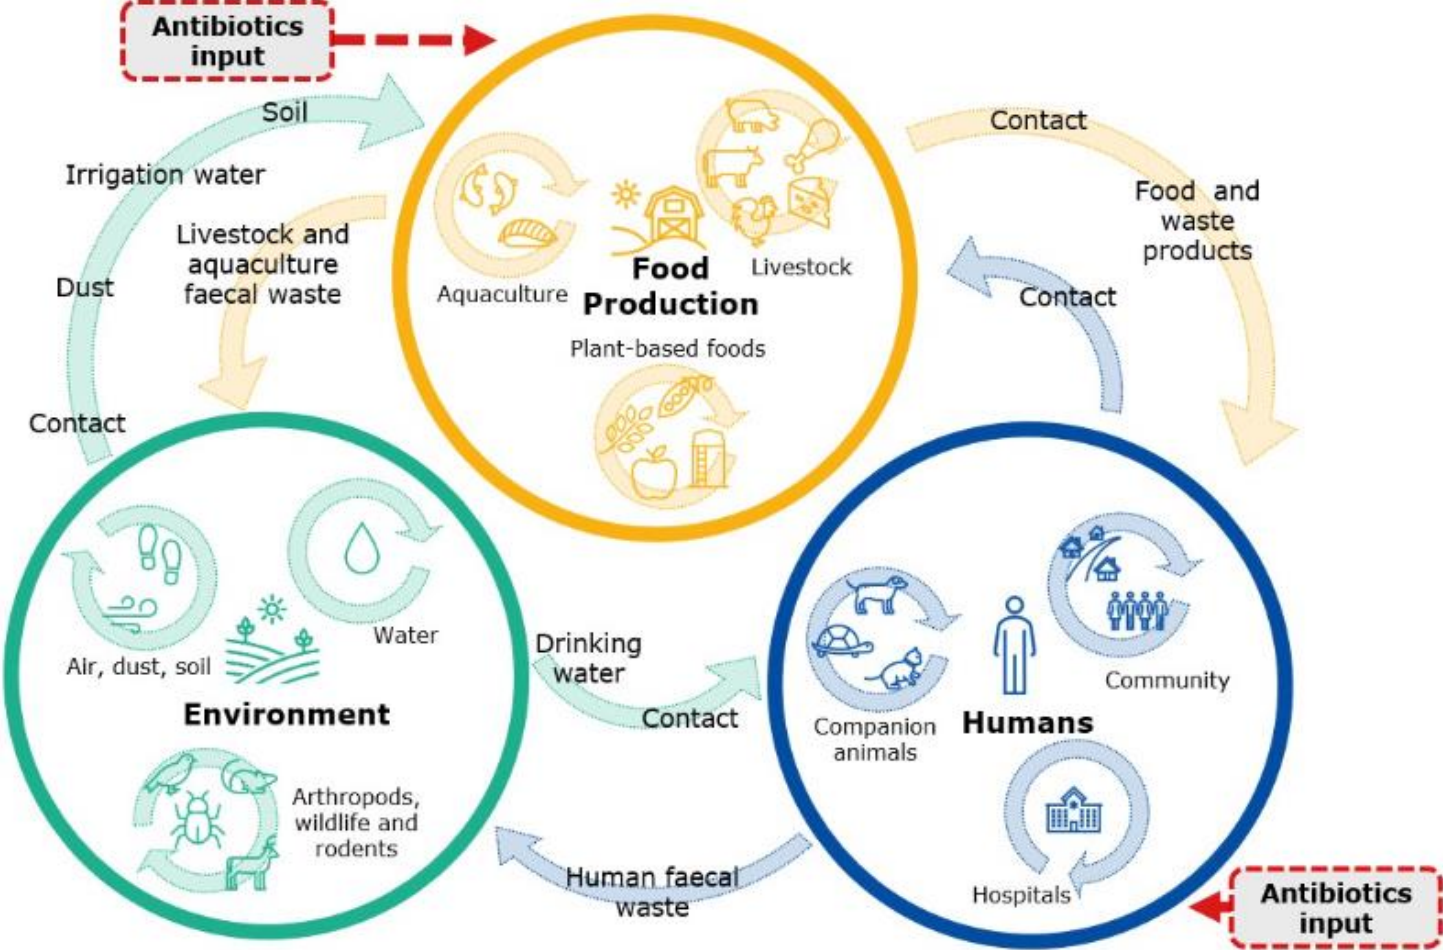 Antibiotics
input
Soil
Contact
Irrigation water
Food and
waste
products
Livestock and
aquaculture
faecal waste
Dust
Contact
Aquaculture
Food
Production
Livestock
Plant-based foods
Contact
Air, dust, soil
Water
Environment
Arthropods,
wildlife and
rodents
Drinking
water
Contact
Companion
animals
Humans
Community
Hospitals
Human faecal
waste
Antibiotics
input